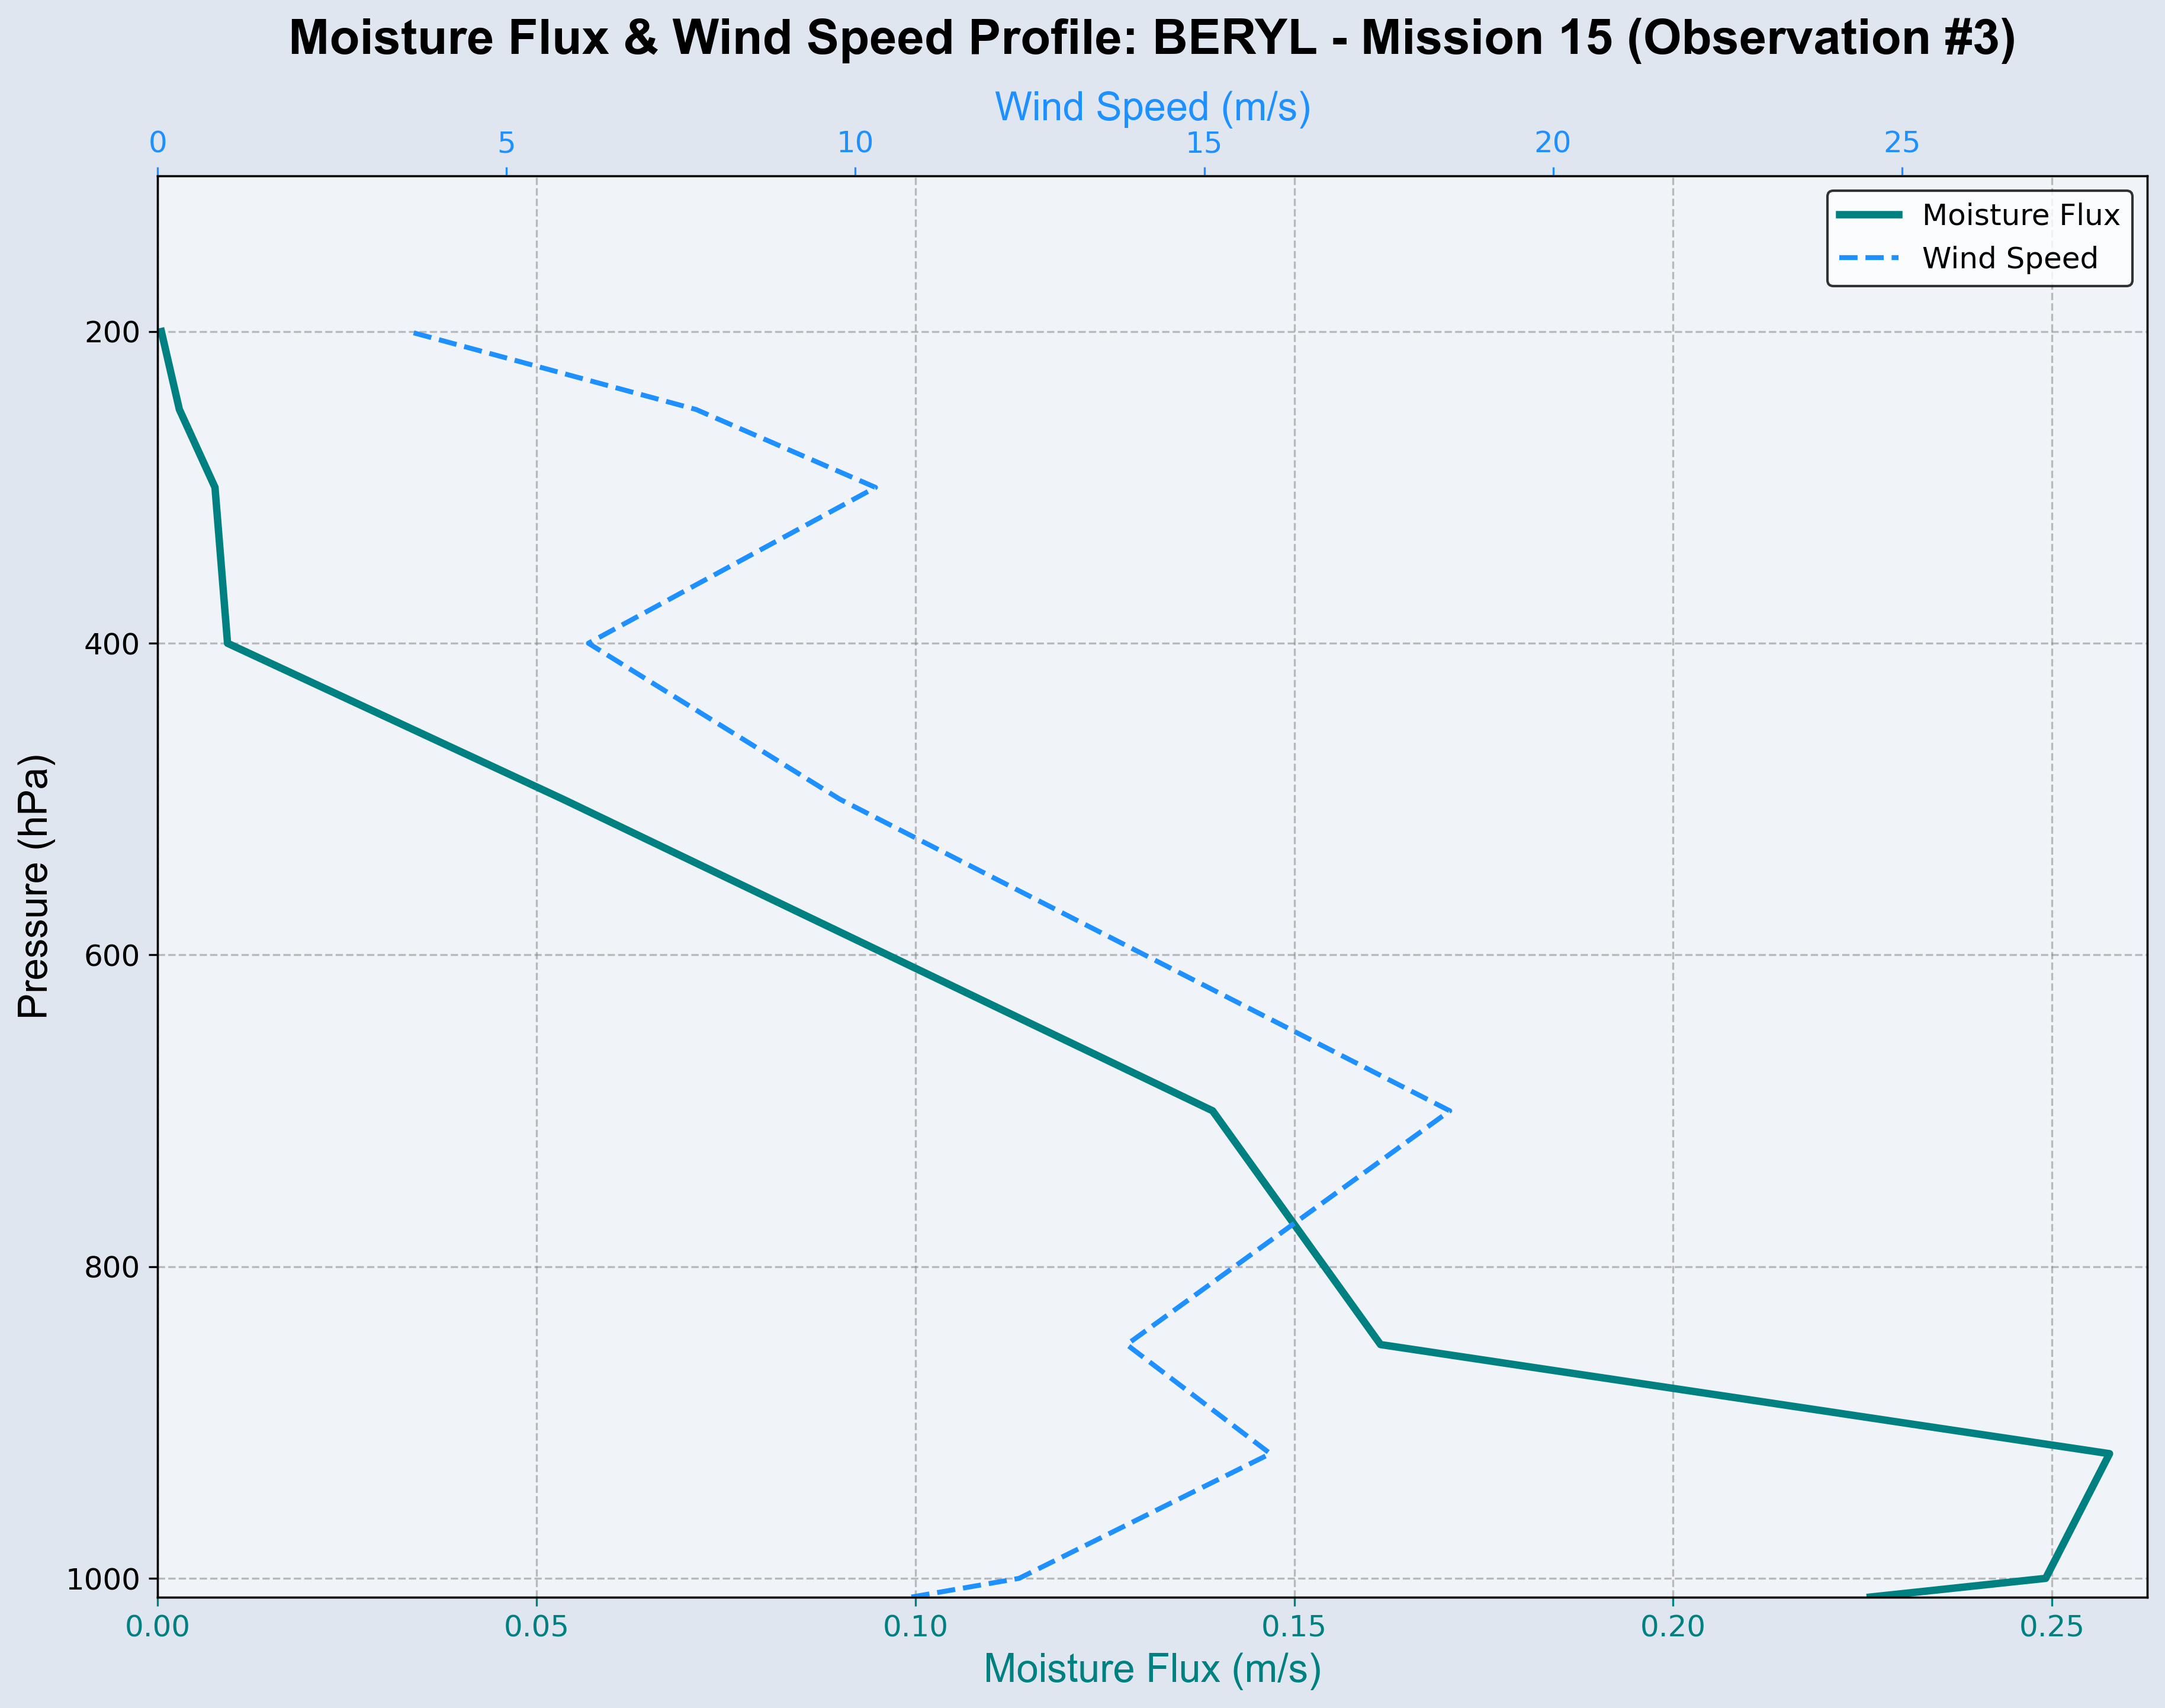 Moisture Flux & Wind Speed Profile: BERYL - Mission 15 (Observation #3)
Wind Speed (m/s)
0 5 10 15 20 25
Moisture Flux
Wind Speed
200
400
600
800
1000
Pressure (hPa)
0.00 0.05 0.10 0.15 0.20 0.25
Moisture Flux (m/s)